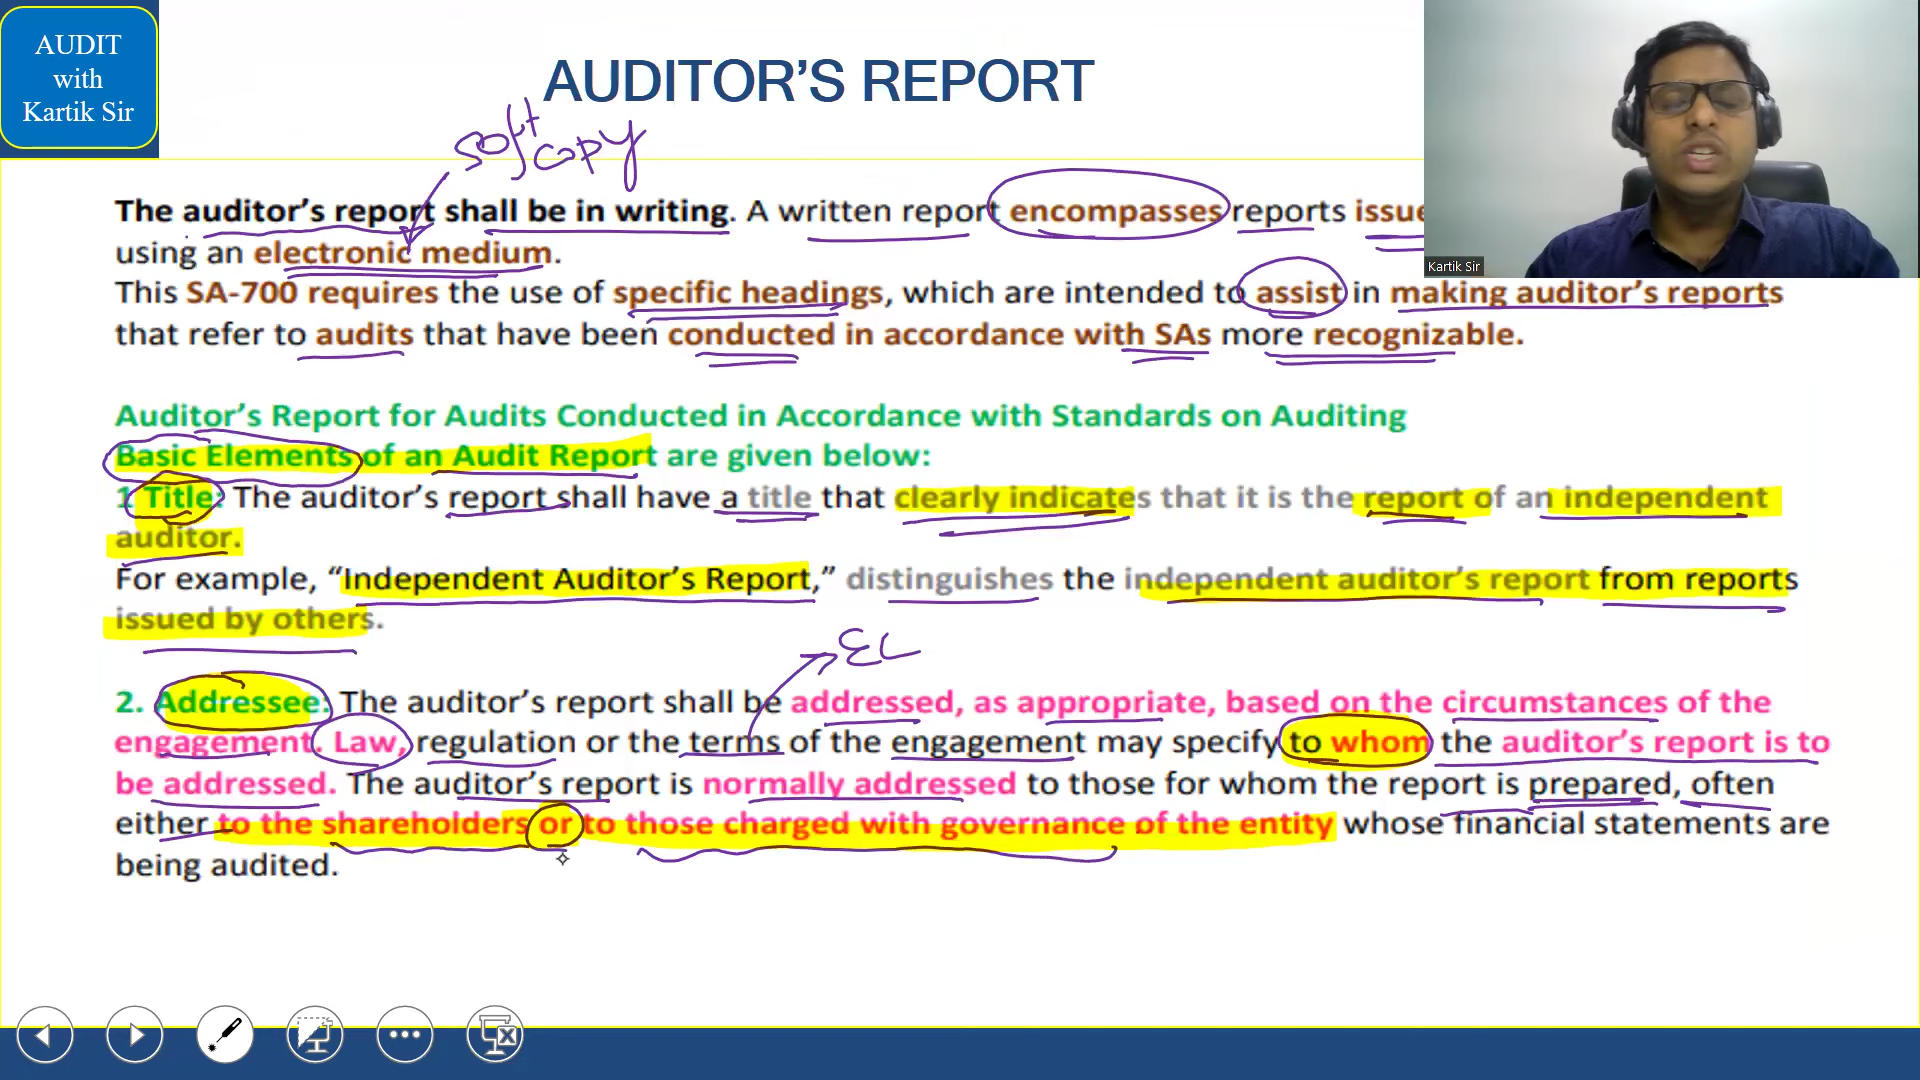 AUDIT
with
Kartik Sir
AUDITOR’S REPORT
soft
copy
The auditor’s report shall be in writing. A written report encompasses reports issue
using an electronic medium.
This SA-700 requires the use of specific headings, which are intended to assist in making auditor’s reports
that refer to audits that have been conducted in accordance with SAs more recognizable.
Auditor’s Report for Audits Conducted in Accordance with Standards on Auditing
Basic Elements of an Audit Report are given below:
1 Title: The auditor’s report shall have a title that clearly indicates that it is the report of an independent
auditor.
For example, “Independent Auditor’s Report,” distinguishes the independent auditor’s report from reports
issued by others.
EL
2. Addressee: The auditor’s report shall be addressed, as appropriate, based on the circumstances of the
engagement. Law, regulation or the terms of the engagement may specify to whom the auditor’s report is to
be addressed. The auditor’s report is normally addressed to those for whom the report is prepared, often
either to the shareholders or to those charged with governance of the entity whose financial statements are
being audited.
Kartik Sir